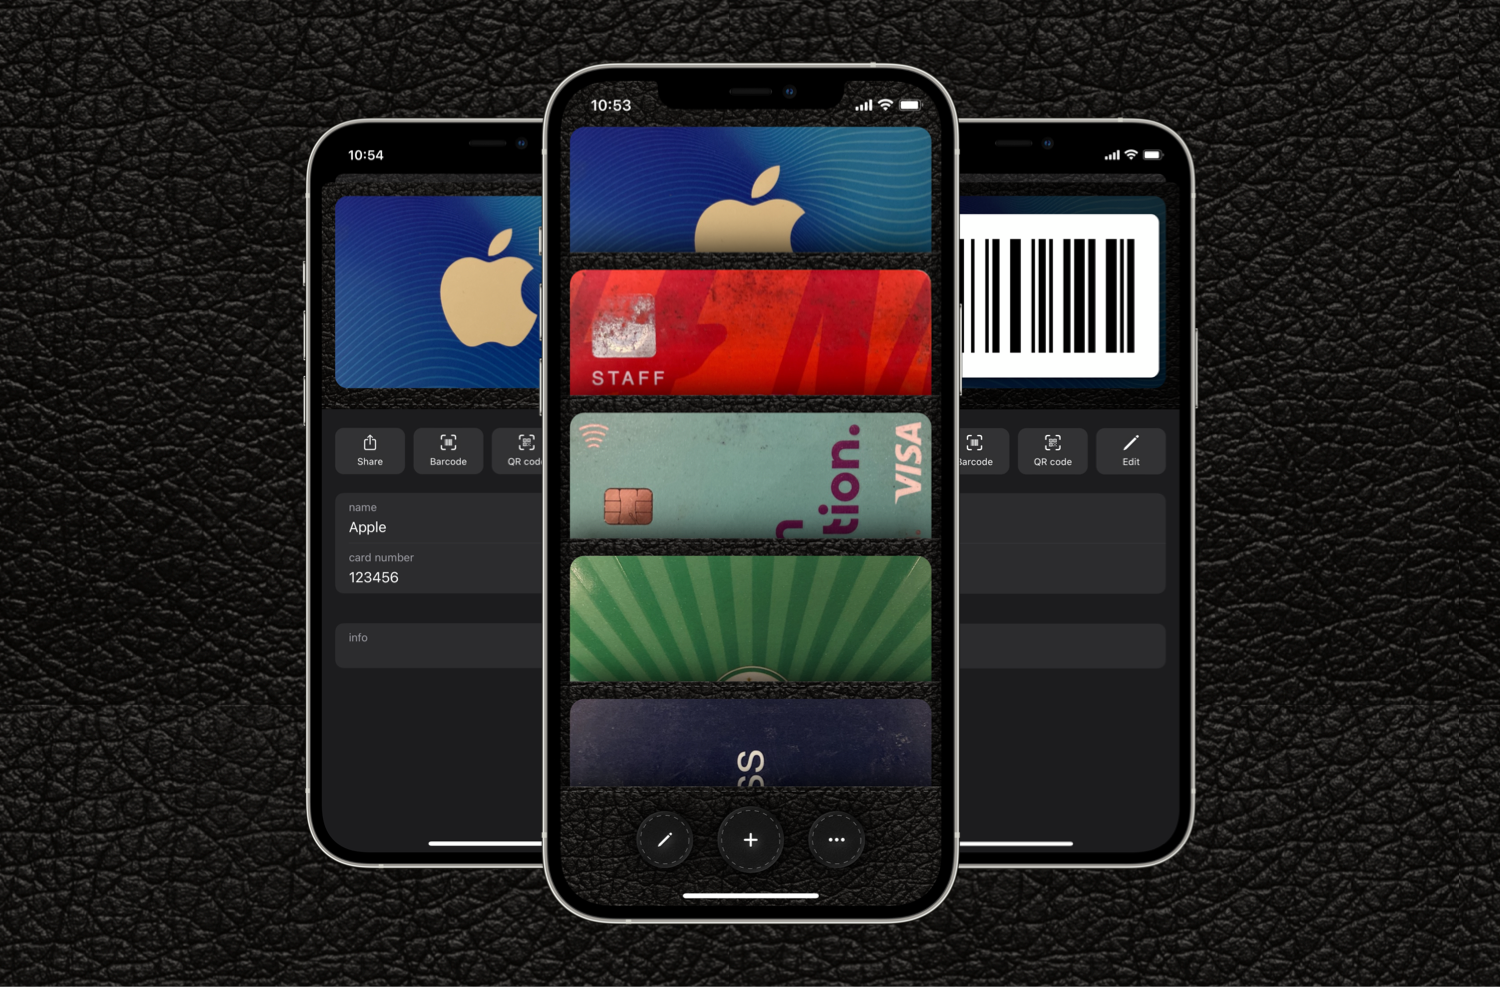 10:54
Share
Barcode
QR cod
name
Apple
card number
123456
info
10:53
STAFF
VISA
n
tion.
SS
Barcode
QR code
Edit